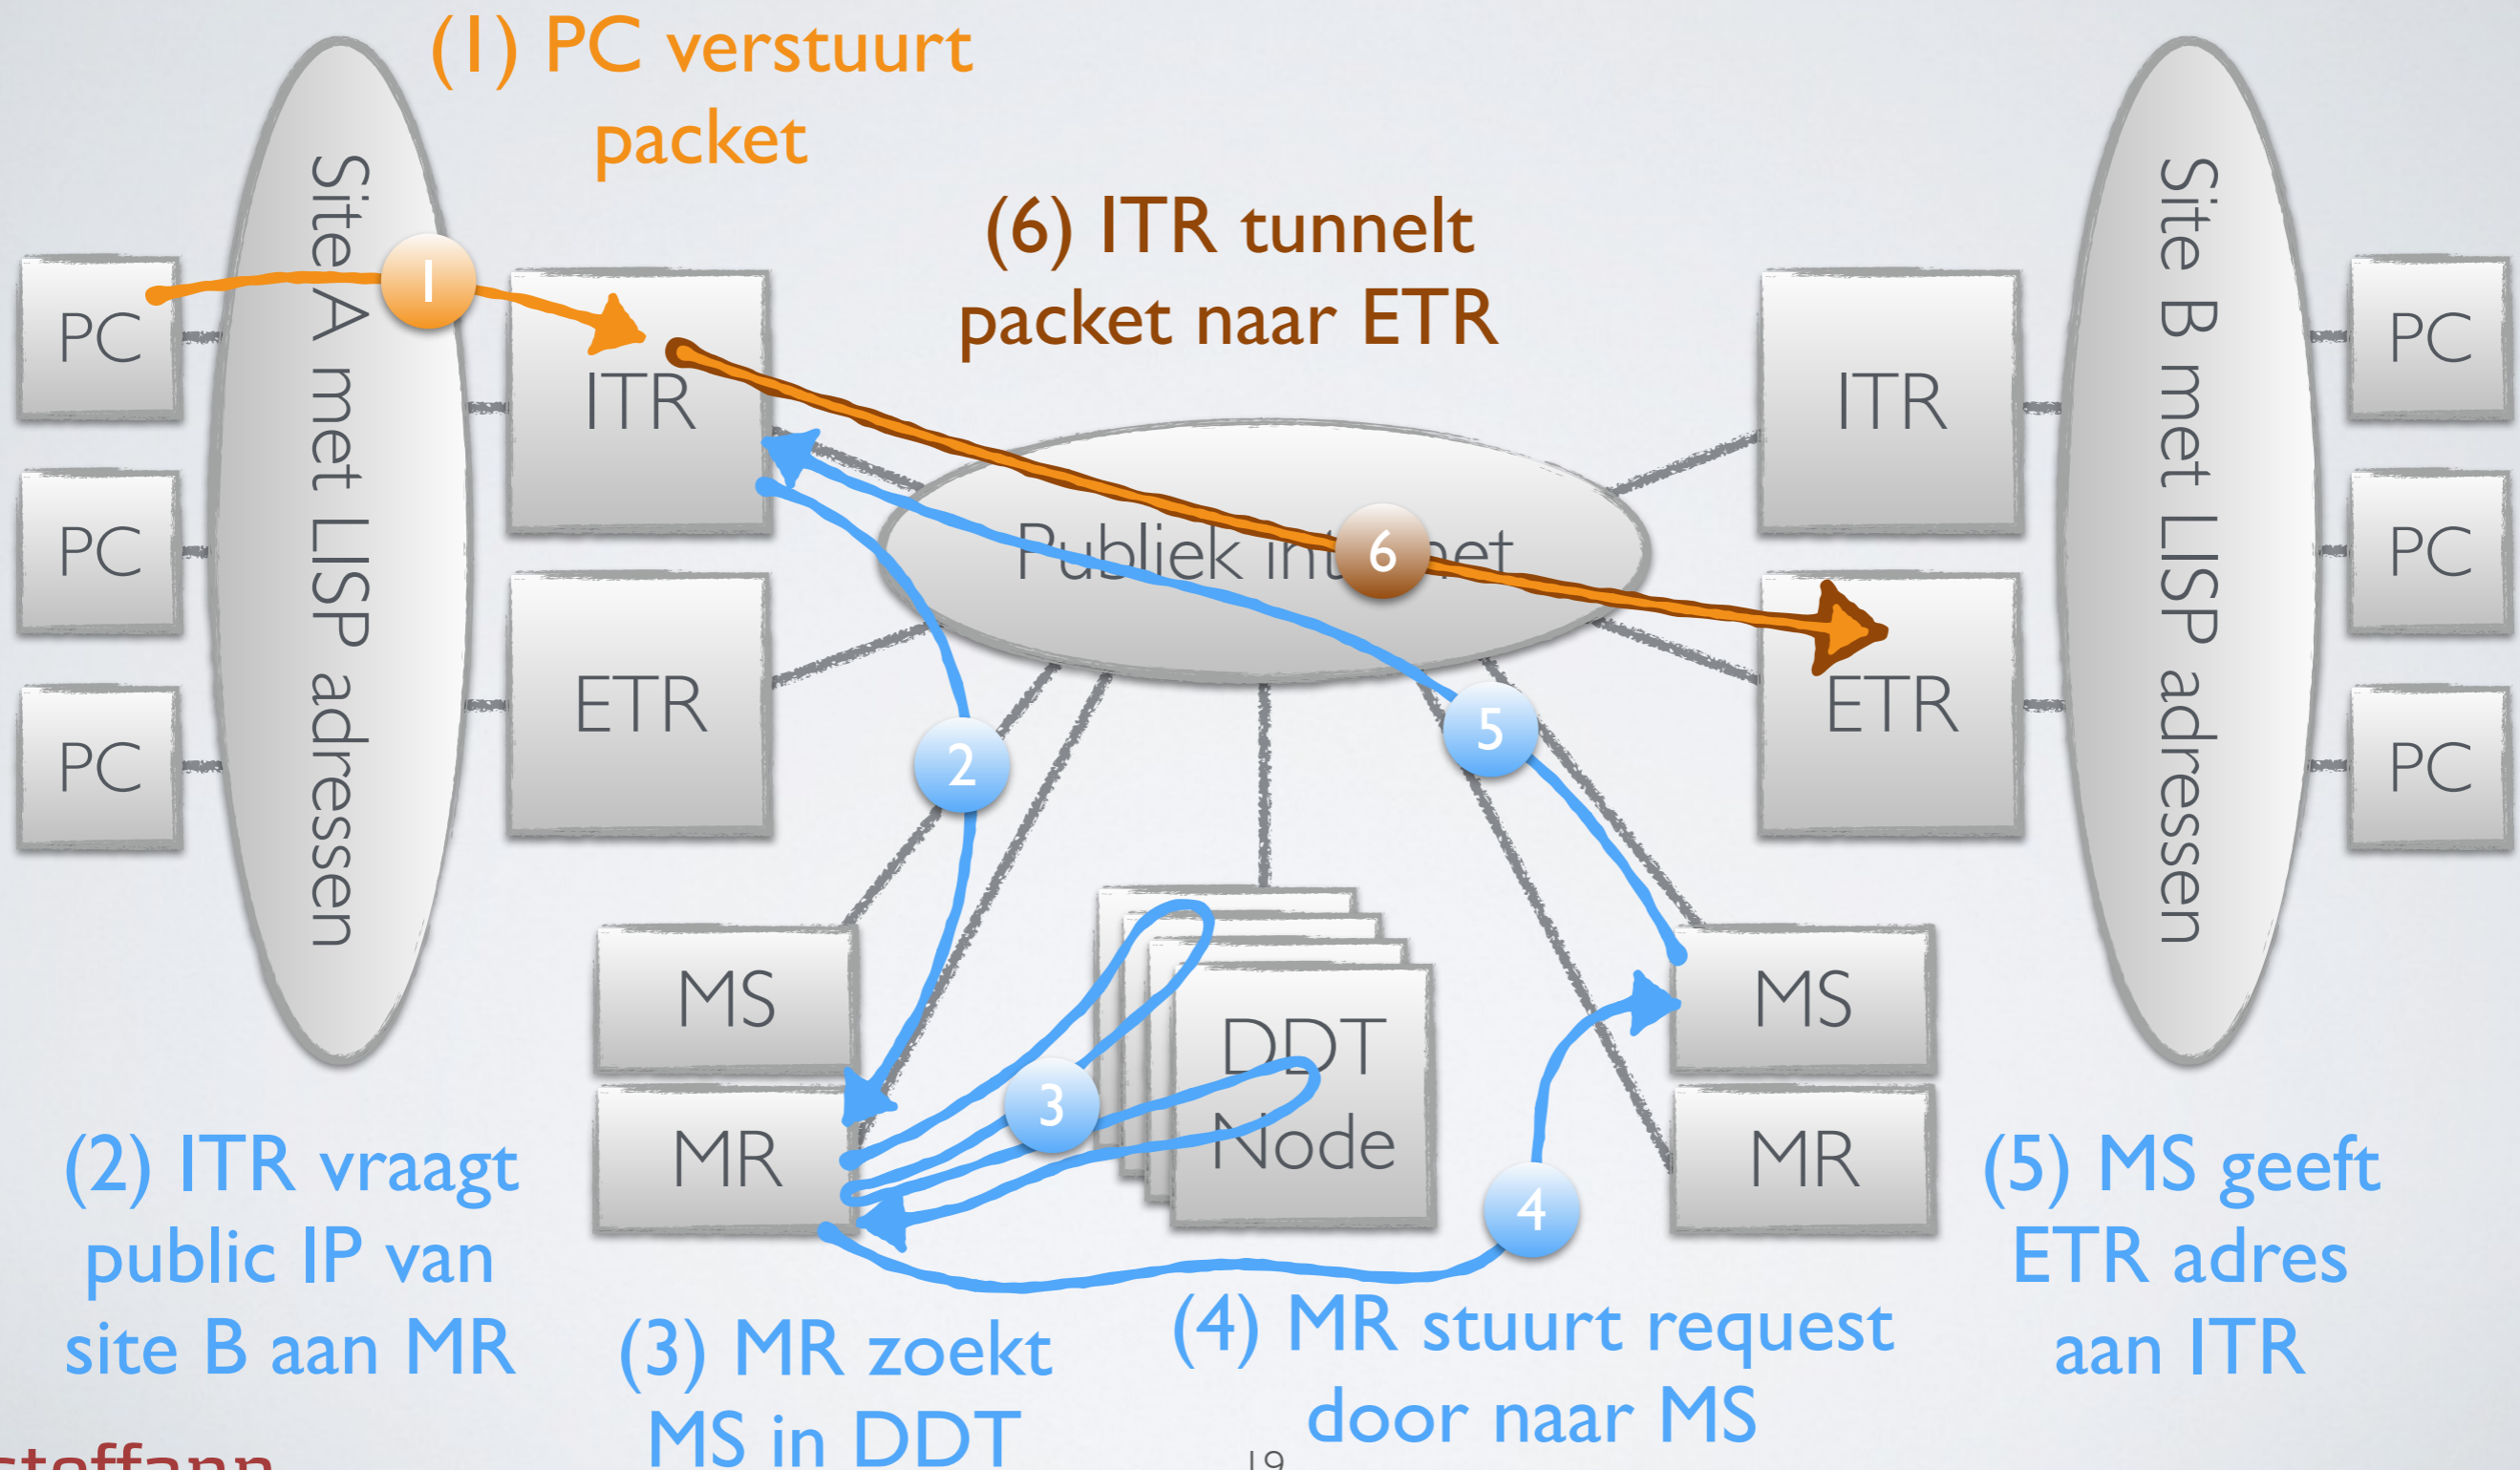 (1) PC verstuurt
packet
(6) ITR tunnelt
packet naar ETR
Site A met LISP adressen
Site B met LISP adressen
PC
PC
PC
1
ITR
ETR
Publiek internet
6
ITR
ETR
PC
PC
PC
2
5
MS
MR
3
DDT
Node
4
MS
MR
(2) ITR vraagt
public IP van
site B aan MR
(3) MR zoekt
MS in DDT
(4) MR stuurt request
door naar MS
(5) MS geeft
ETR adres
aan ITR
steffann
19